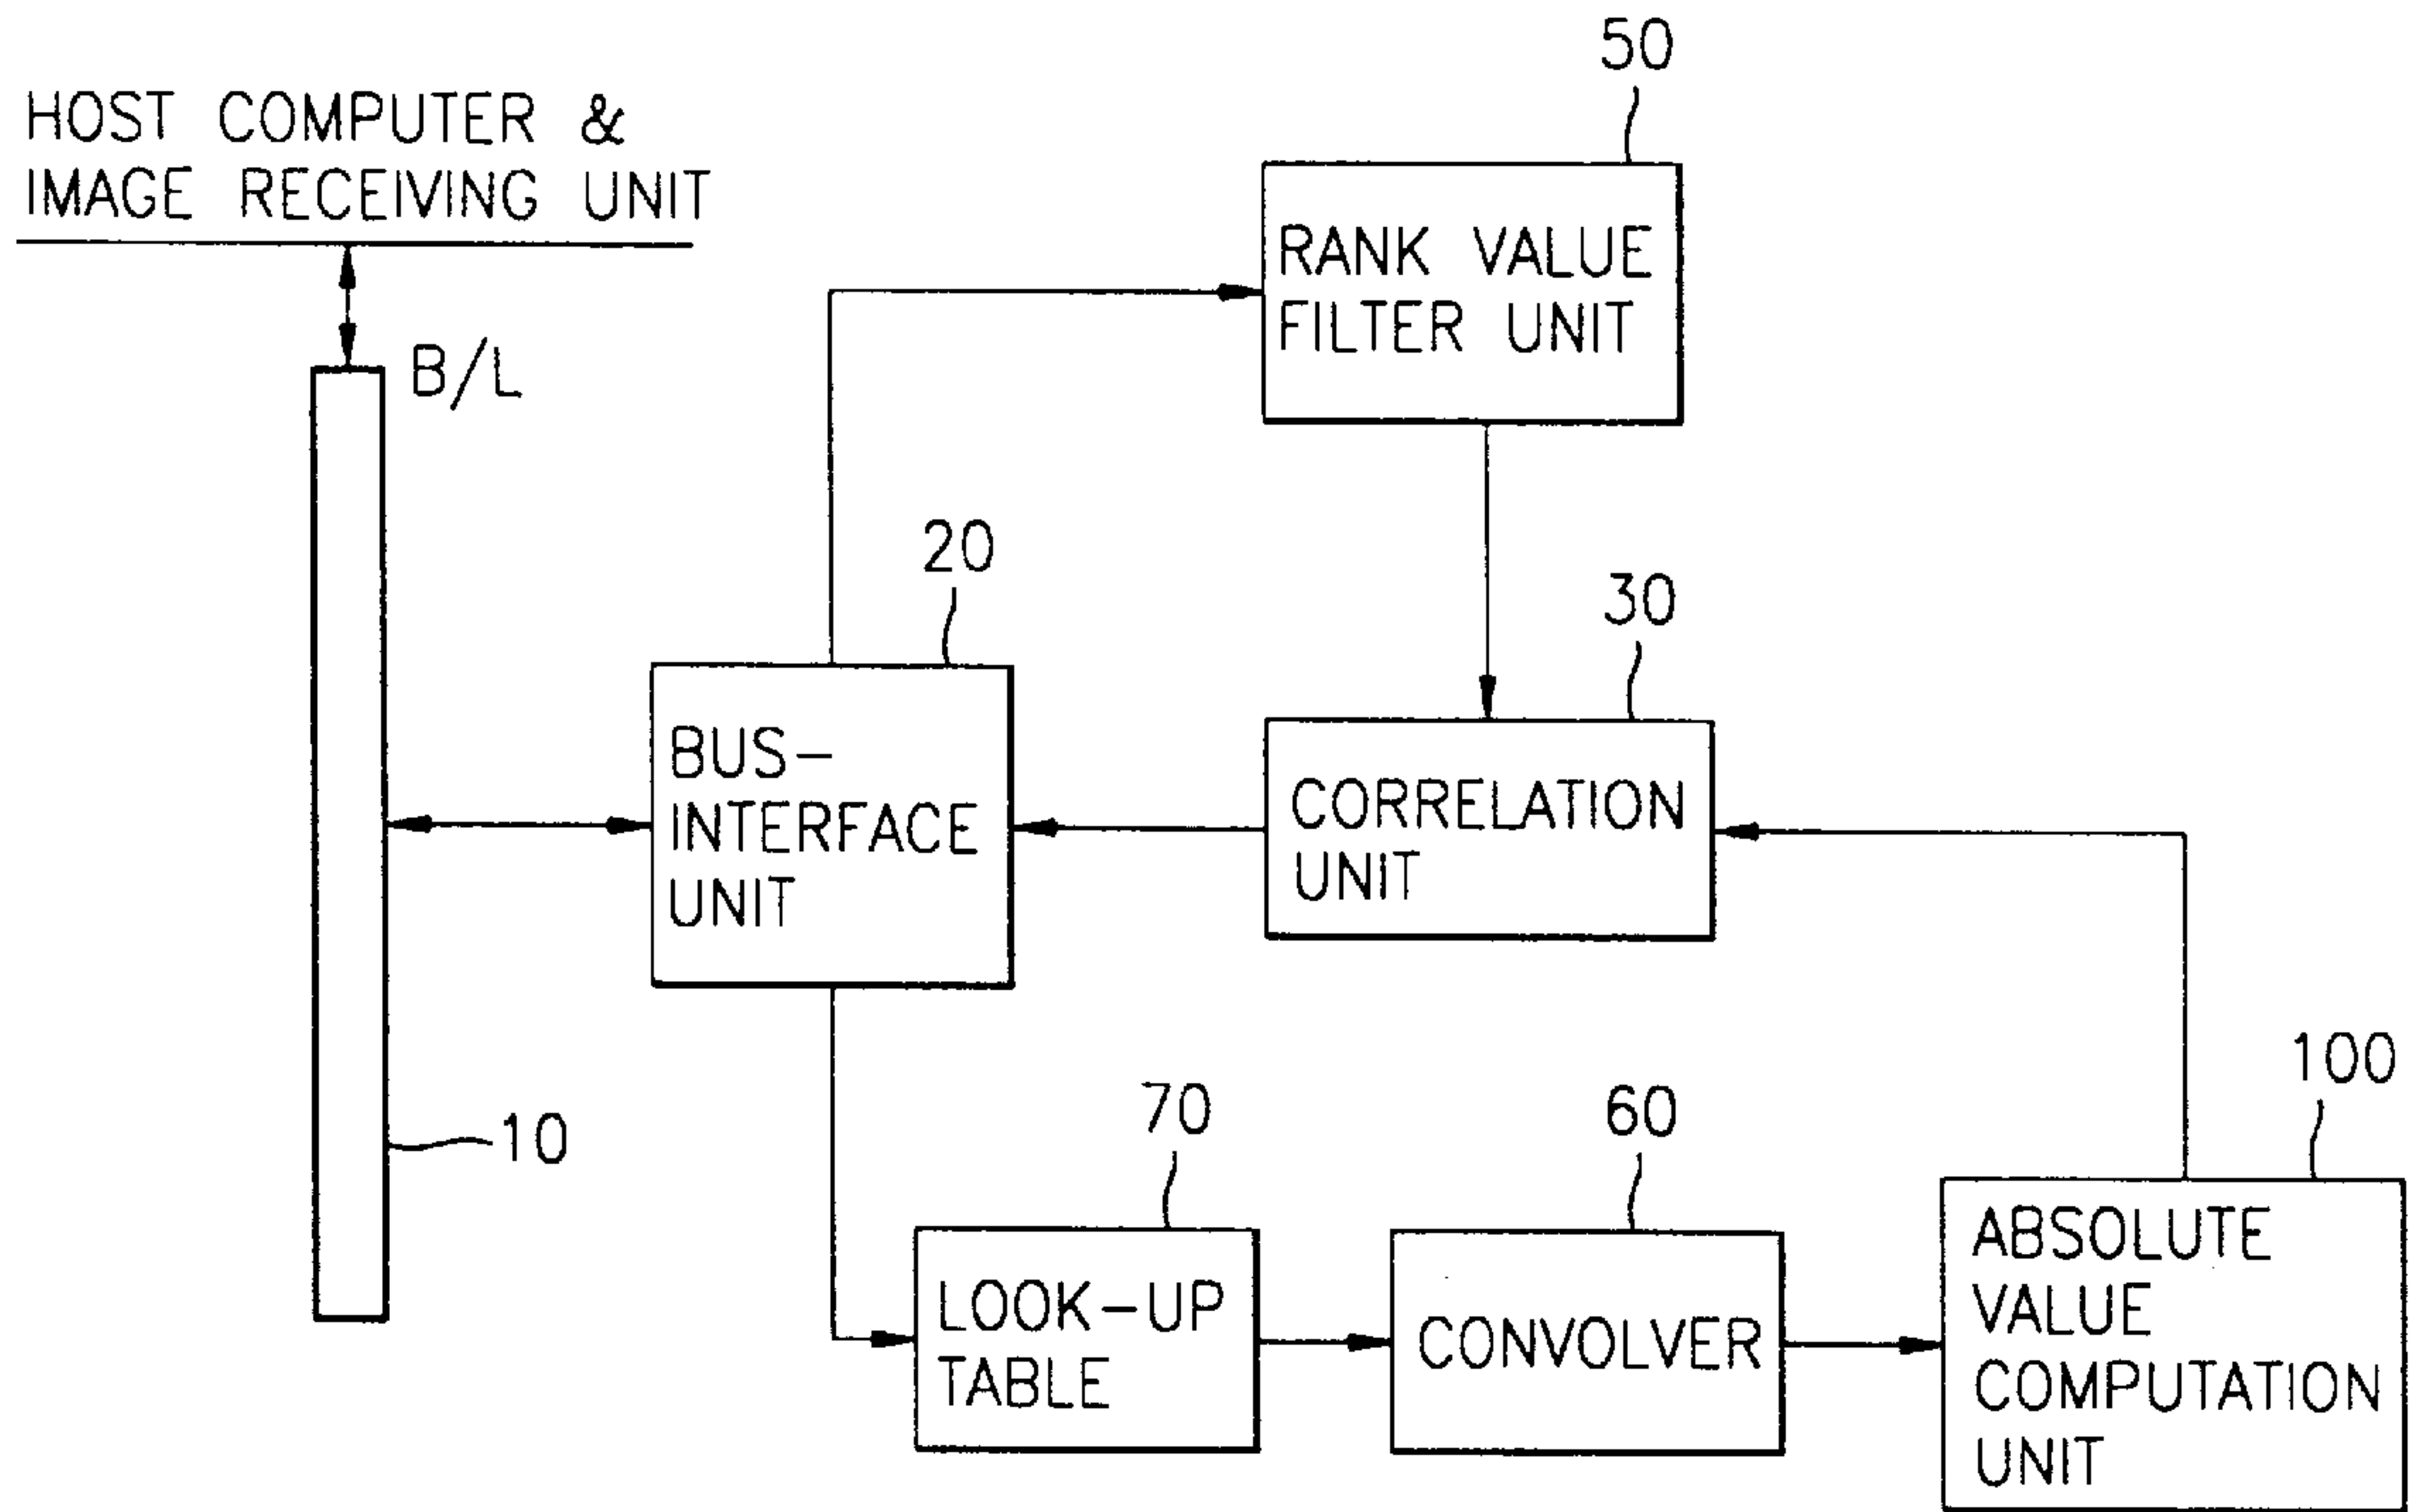 50
HOST COMPUTER &
IMAGE RECEIVING UNIT
RANK VALUE
FILTER UNIT
B/L
20
30
BUS-
INTERFACE
UNIT
CORRELATION
UNIT
10
70
60
100
LOOK-UP
TABLE
CONVOLVER
ABSOLUTE
VALUE
COMPUTATION
UNIT